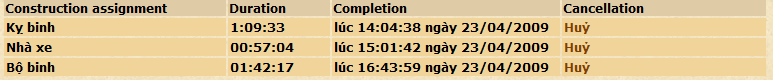 Construction assignment Duration Completion Cancellation
Kỵ binh 1:09:33 lúc 14:04:38 ngày 23/04/2009 Huỷ
Nhà xe 00:57:04 lúc 15:01:42 ngày 23/04/2009 Huỷ
Bộ binh 01:42:17 lúc 16:43:59 ngày 23/04/2009 Huỷ